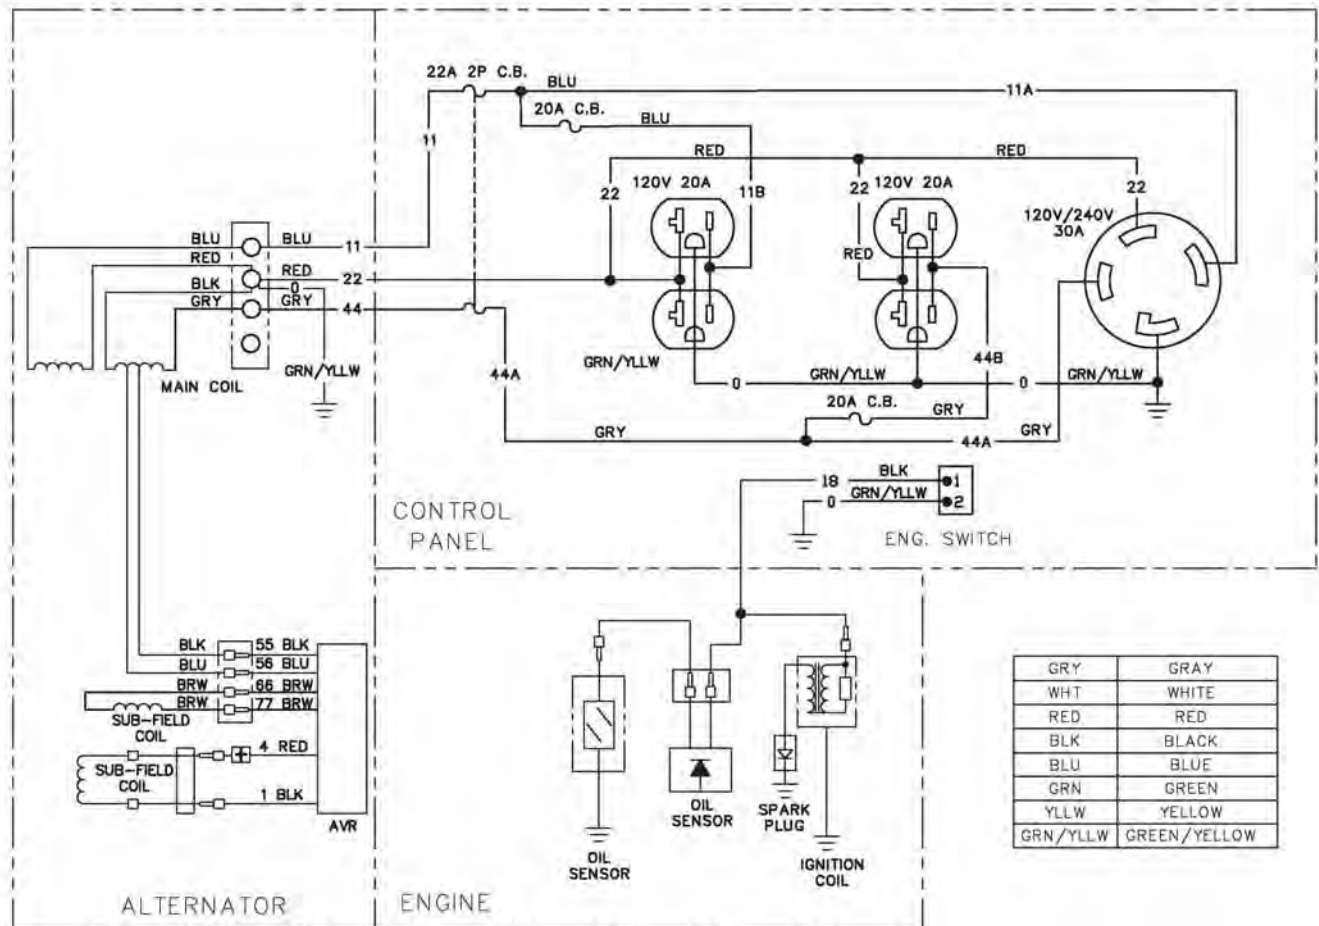 22A 2P C.B.
BLU
11A
20A C.B.
BLU
11
RED
RED
22
120V 20A
11B
22
120V 20A
22
120V/240V
30A
BLU
BLU
11
RED
RED
22
RED
BLK
0
GRY
GRY
44
MAIN COIL
GRN/YLLW
44A
GRN/YLLW
0
GRN/YLLW
44B
0
GRN/YLLW
20A C.B.
GRY
GRY
44A
GRY
18
BLK
1
0
GRN/YLLW
2
ENG. SWITCH
CONTROL
PANEL
BLK
55 BLK
BLU
56 BLU
BRW
66 BRW
BRW
77 BRW
SUB-FIELD
COIL
4 RED
SUB-FIELD
COIL
1 BLK
AVR
OIL
SENSOR
OIL
SENSOR
SPARK
PLUG
IGNITION
COIL
ALTERNATOR
ENGINE
GRY GRAY
WHT WHITE
RED RED
BLK BLACK
BLU BLUE
GRN GREEN
YLLW YELLOW
GRN/YLLW GREEN/YELLOW